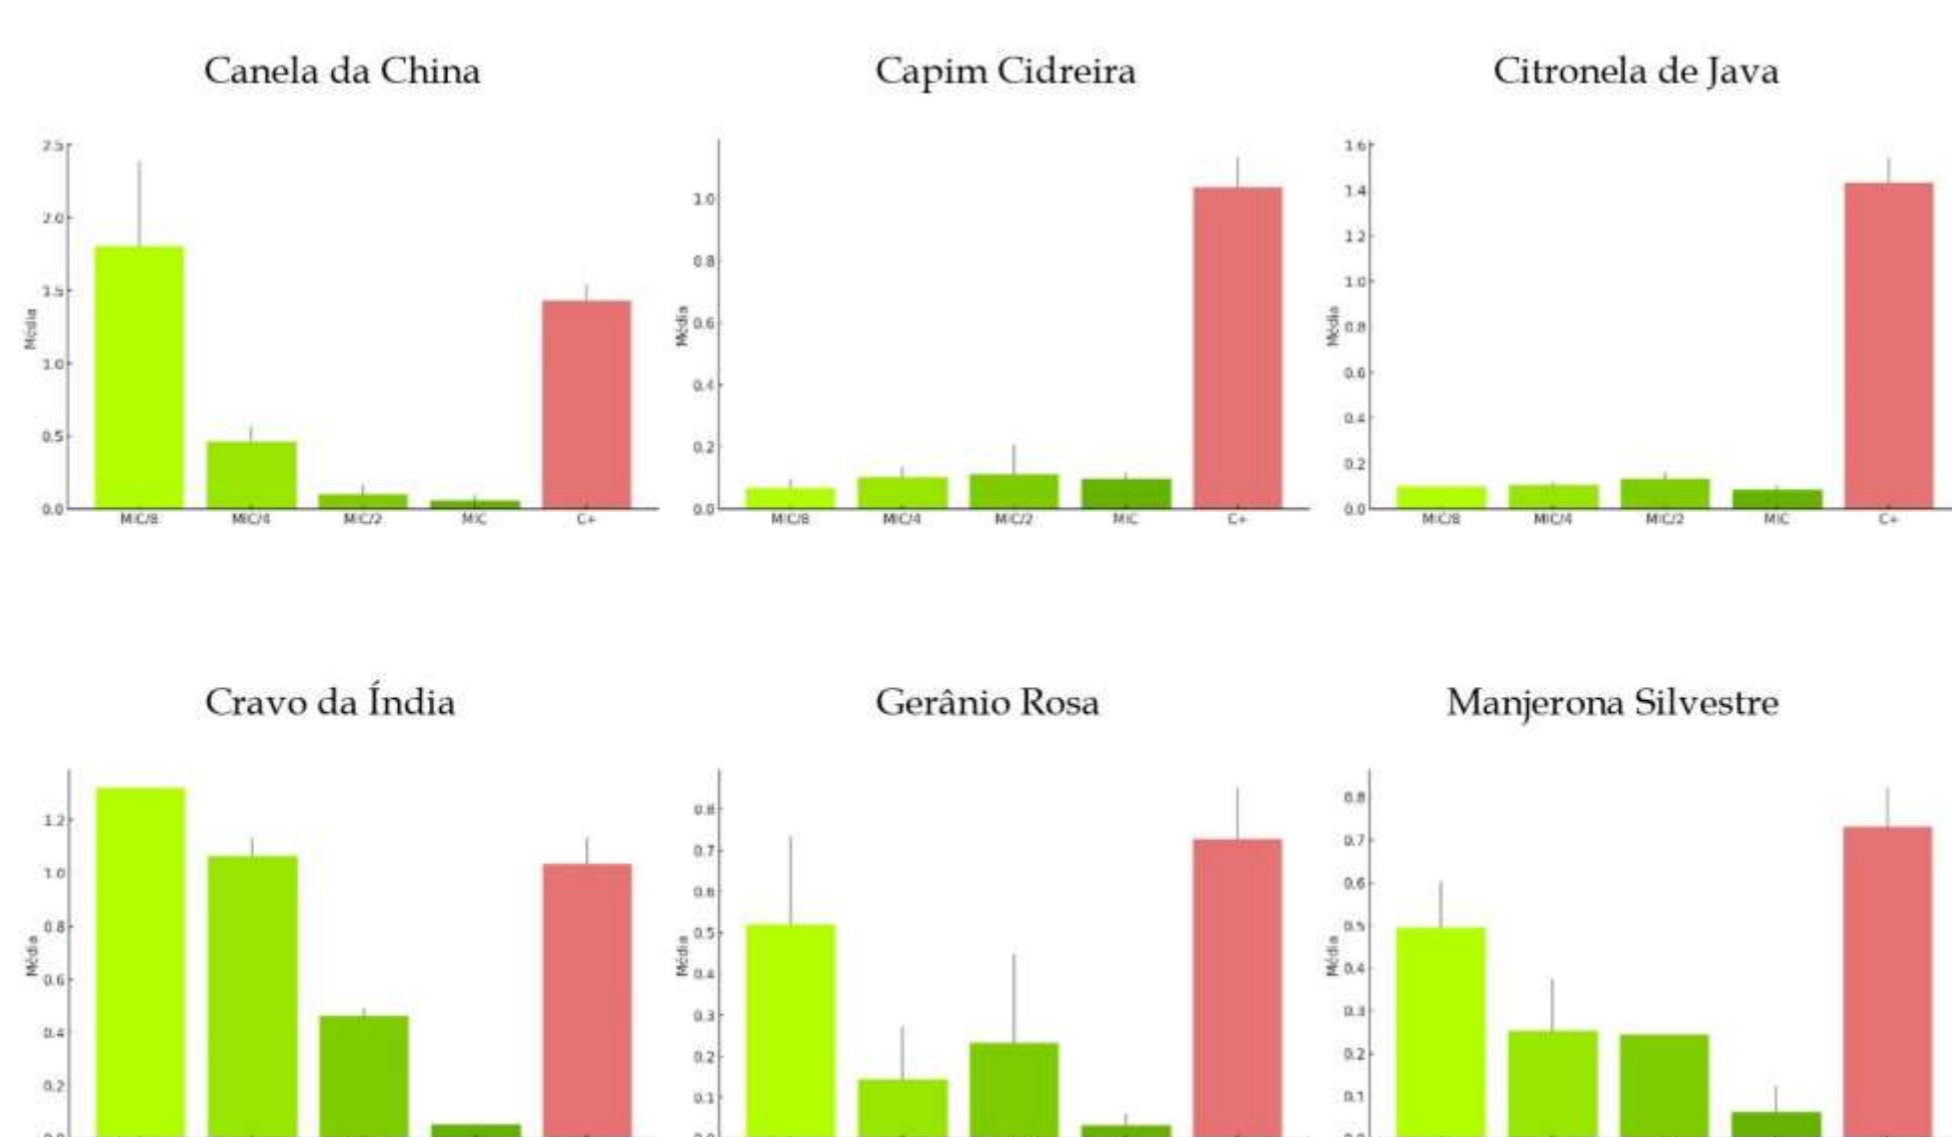 Canela da China
Capim Cidreira
Citronela de Java
2.5
2.0
1.5
1.0
0.5
0.0
Média
MIC/8 MIC/4 MIC/2 MIC C+
1.0
0.8
0.6
0.4
0.2
0.0
Média
MIC/8 MIC/4 MIC/2 MIC C+
1.6
1.4
1.2
1.0
0.8
0.6
0.4
0.2
0.0
Média
MIC/8 MIC/4 MIC/2 MIC C+
Cravo da Índia
Gerânio Rosa
Manjerona Silvestre
1.2
1.0
0.8
0.6
0.4
0.2
Média
0.8
0.7
0.6
0.5
0.4
0.3
0.2
0.1
Média
0.8
0.7
0.6
0.5
0.4
0.3
0.2
0.1
Média